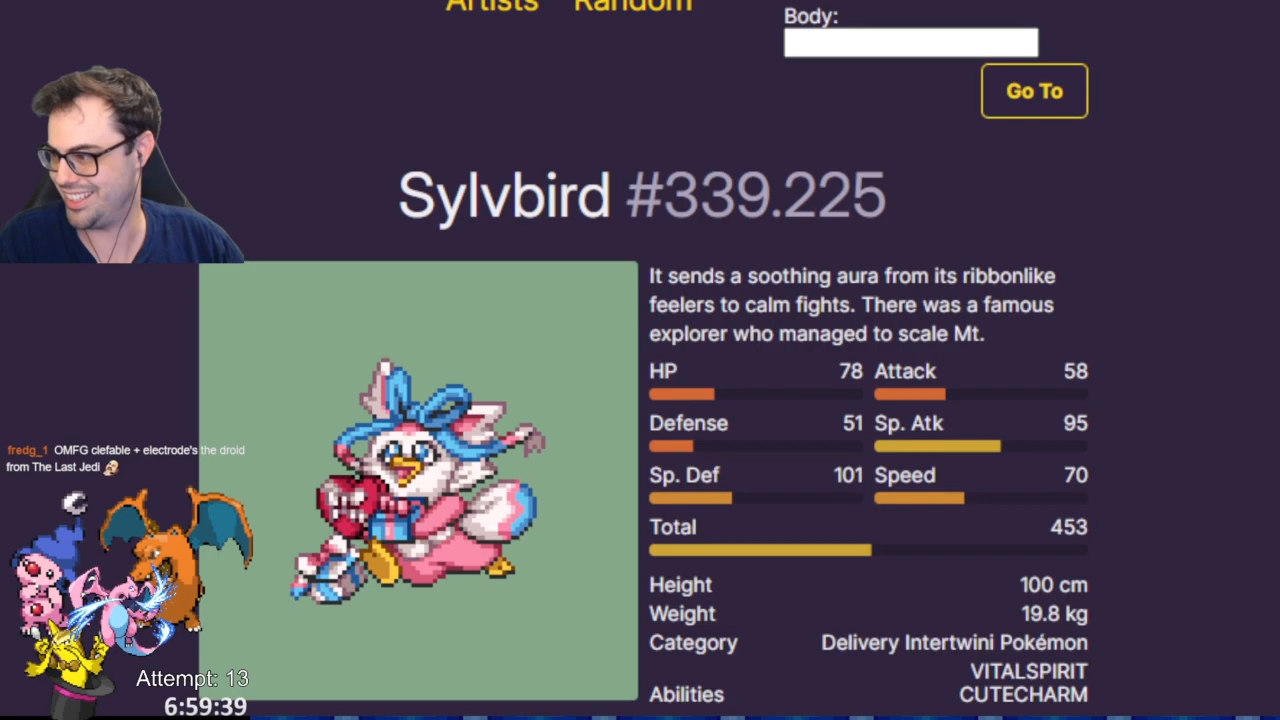 Artists Random
Body:
Go To
Sylvbird #339.225
It sends a soothing aura from its ribbonlike
feelers to calm fights. There was a famous
explorer who managed to scale Mt.
HP 78 Attack 58
Defense 51 Sp. Atk 95
Sp. Def 101 Speed 70
Total 453
Height 100 cm
Weight 19.8 kg
Category Delivery Intertwini Pokémon
VITALSPIRIT
Abilities CUTECHARM
fredg_1 OMFG clefable + electrode's the droid
from The Last Jedi
Attempt: 13
6:59:39